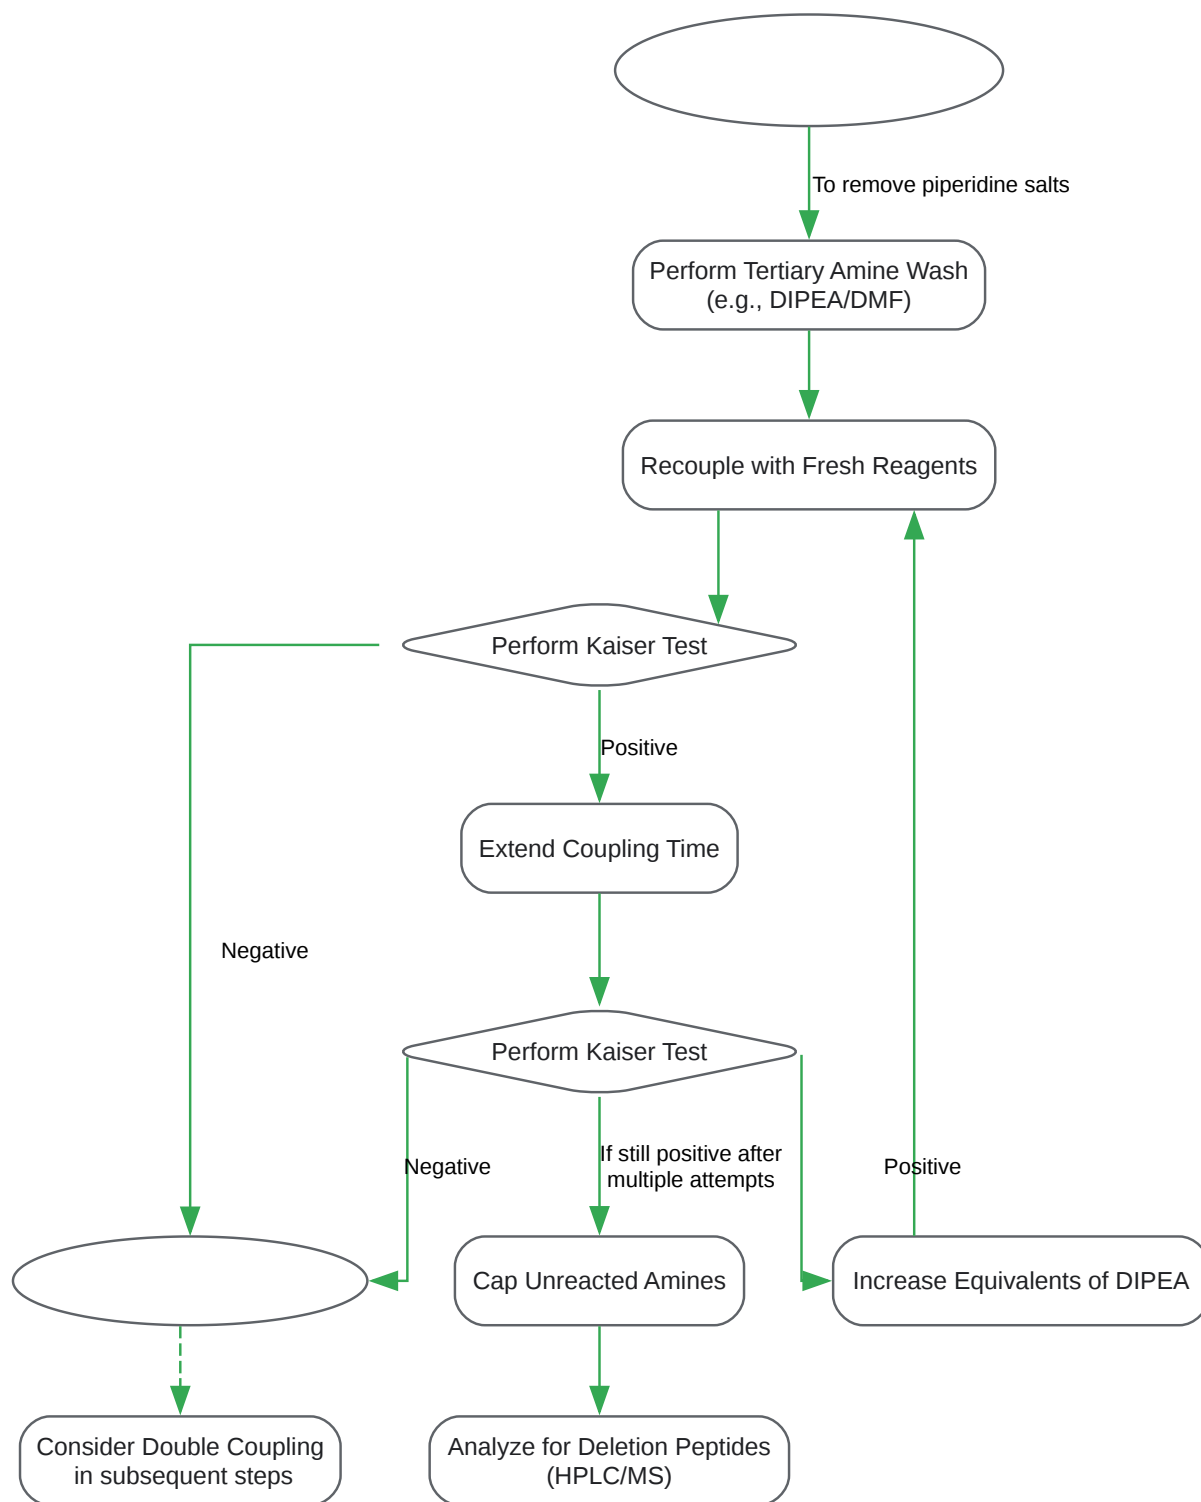 To remove piperidine salts
Perform Tertiary Amine Wash
(e.g., DIPEA/DMF)
Recouple with Fresh Reagents
Perform Kaiser Test
Positive
Extend Coupling Time
Negative
Perform Kaiser Test
Negative
If still positive after
multiple attempts
Positive
Cap Unreacted Amines
Increase Equivalents of DIPEA
Consider Double Coupling
in subsequent steps
Analyze for Deletion Peptides
(HPLC/MS)